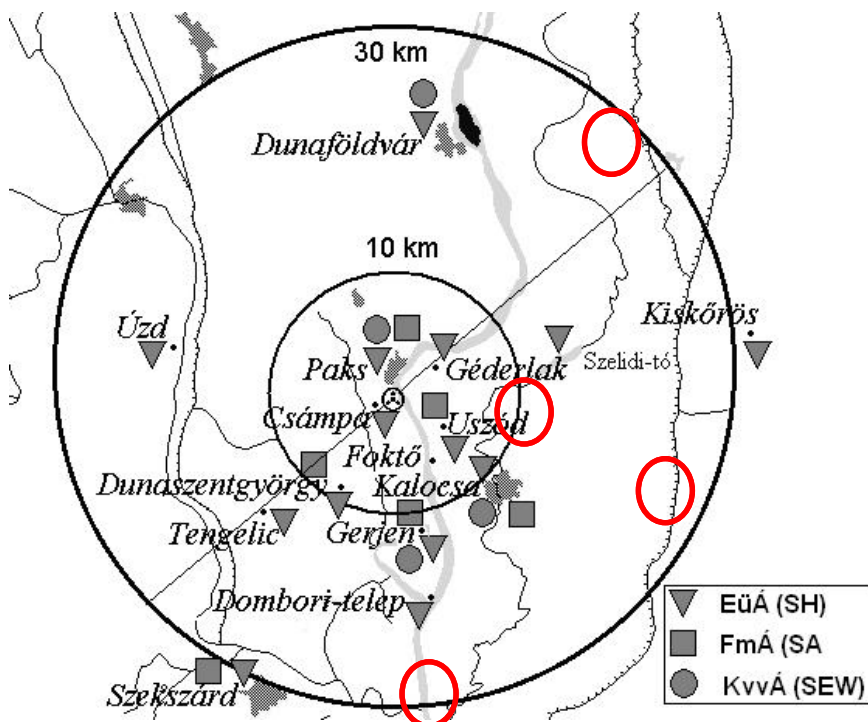 30 km
Dunaföldvár
10 km
Úzd
Kiskőrös
Paks
Géderlak
Szelidi-tó
Csámpa
Uszód
Foktő
Kalocsa
Dunaszentgyörgy
Tengelic
Gerjen
Dombori-telep
Szekszárd
EüÁ (SH)
FmÁ (SA
KvvÁ (SEW)